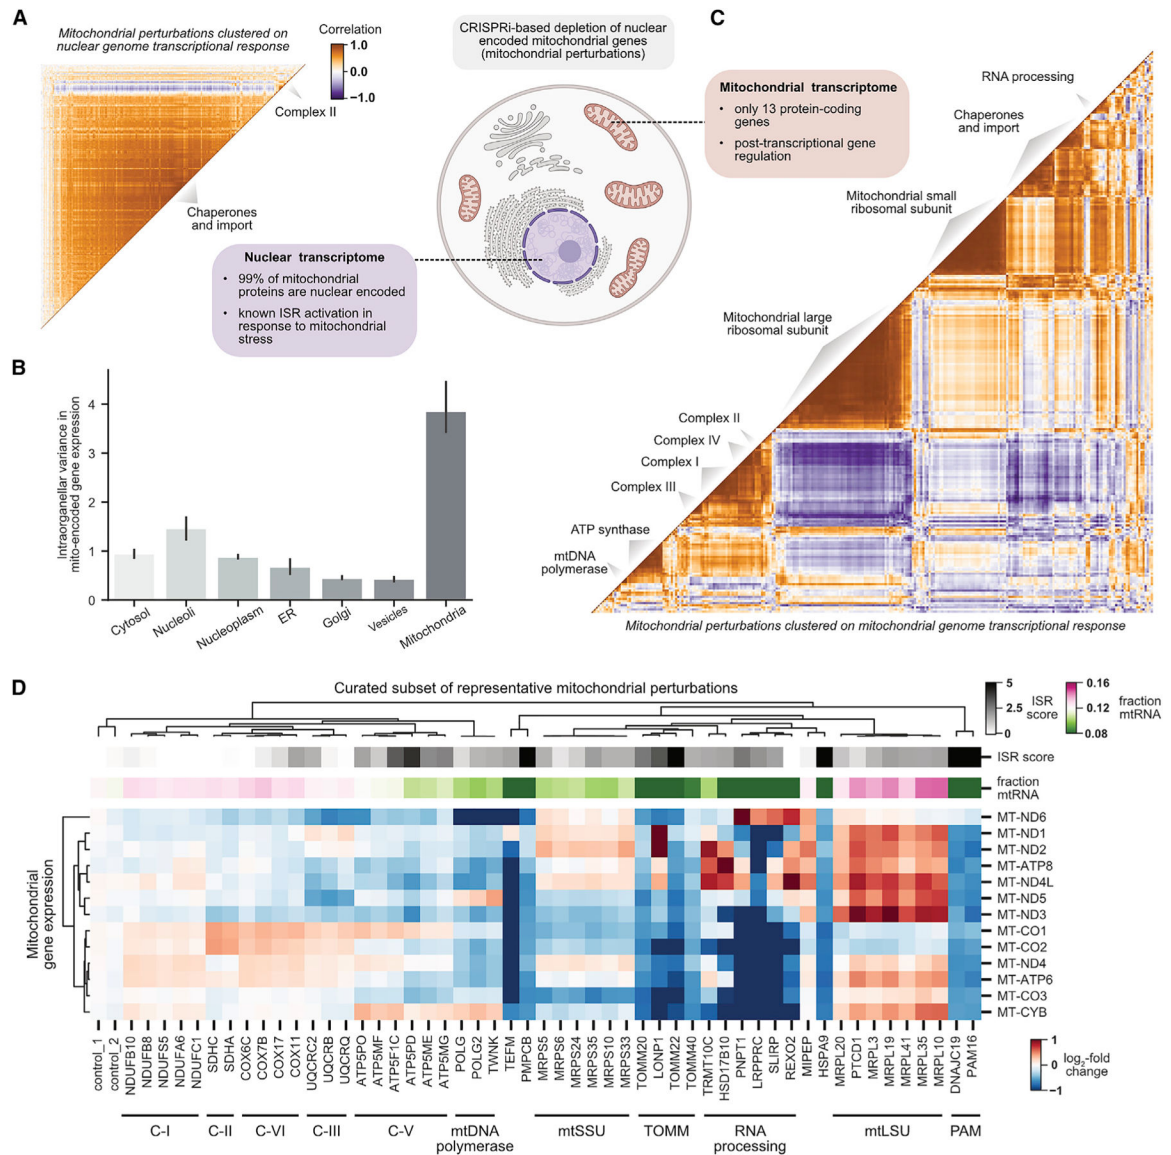 A
Mitochondrial perturbations clustered on
nuclear genome transcriptional response
Correlation
1.0
0.0
−1.0
Complex II
Chaperones
and import
CRISPRi-based depletion of nuclear
encoded mitochondrial genes
(mitochondrial perturbations)
Mitochondrial transcriptome
• only 13 protein-coding
genes
• post-transcriptional gene
regulation
Nuclear transcriptome
• 99% of mitochondrial
proteins are nuclear encoded
• known ISR activation in
response to mitochondrial
stress
C
RNA processing
Chaperones
and import
Mitochondrial small
ribosomal subunit
Mitochondrial large
ribosomal subunit
Complex II
Complex IV
Complex I
Complex III
ATP synthase
mtDNA
polymerase
Mitochondrial perturbations clustered on mitochondrial genome transcriptional response
B
Intraorganellar variance in
mito-encoded gene expression
4
3
2
1
0
Cytosol
Nucleoli
Nucleoplasm
ER
Golgi
Vesicles
Mitochondria
D
Curated subset of representative mitochondrial perturbations
5
2.5
0
ISR
score
0.16
0.12
0.08
fraction
mtRNA
ISR score
fraction
mtRNA
Mitochondrial
gene expression
MT-ND6
MT-ND1
MT-ND2
MT-ATP8
MT-ND4L
MT-ND5
MT-ND3
MT-CO1
MT-CO2
MT-ND4
MT-ATP6
MT-CO3
MT-CYB
control_1
control_2
NDUFB10
NDUFB8
NDUFS5
NDUFA6
NDUFC1
SDHC
SDHA
COX6C
COX7B
COX17
COX11
UQCRC2
UQCRB
UQCRQ
ATP5PO
ATP5MF
ATP5F1C
ATP5PD
ATP5ME
ATP5MG
POLG
POLG2
TWNK
TEFM
PMPCB
MRPS5
MRPS6
MRPS24
MRPS35
MRPS10
MRPS33
TOMM20
LONP1
TOMM22
TOMM40
TRMT10C
HSD17B10
PNPT1
LRPPRC
SLIRP
REXO2
MIPEP
HSPA9
MRPL20
PTCD1
MRPL3
MRPL19
MRPL41
MRPL35
MRPL10
DNAJC19
PAM16
C-I
C-II
C-VI
C-III
C-V
mtDNA
polymerase
mtSSU
TOMM
RNA
processing
mtLSU
PAM
1
0
−1
log₂-fold
change